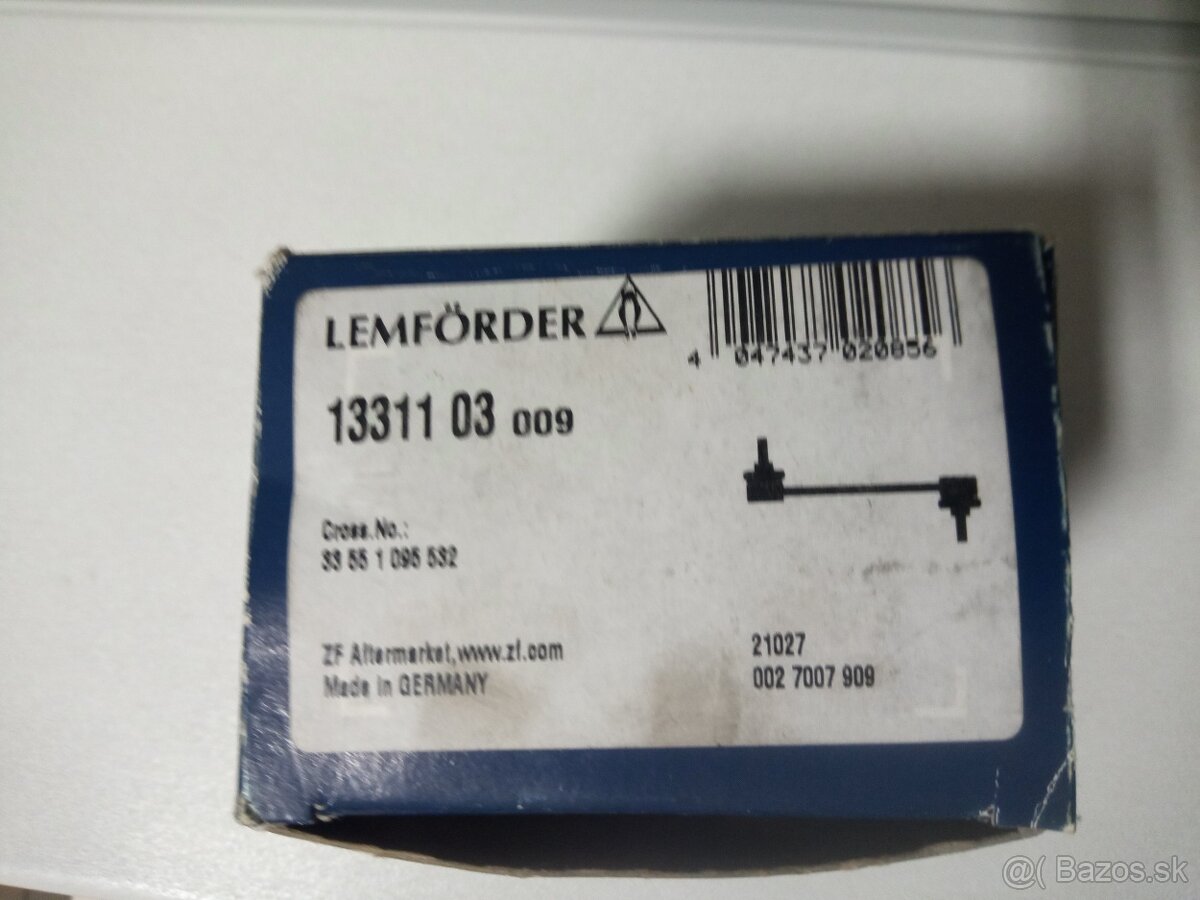 LEMFÖRDER
4 047437 020856
13311 03 009
Cross.No.:
33 55 1 095 532
ZF Aftermarket,www.zf.com
Made in GERMANY
21027
002 7007 909
@( Bazos.sk